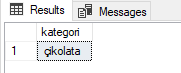 Results Messages
kategori
1 çikolata